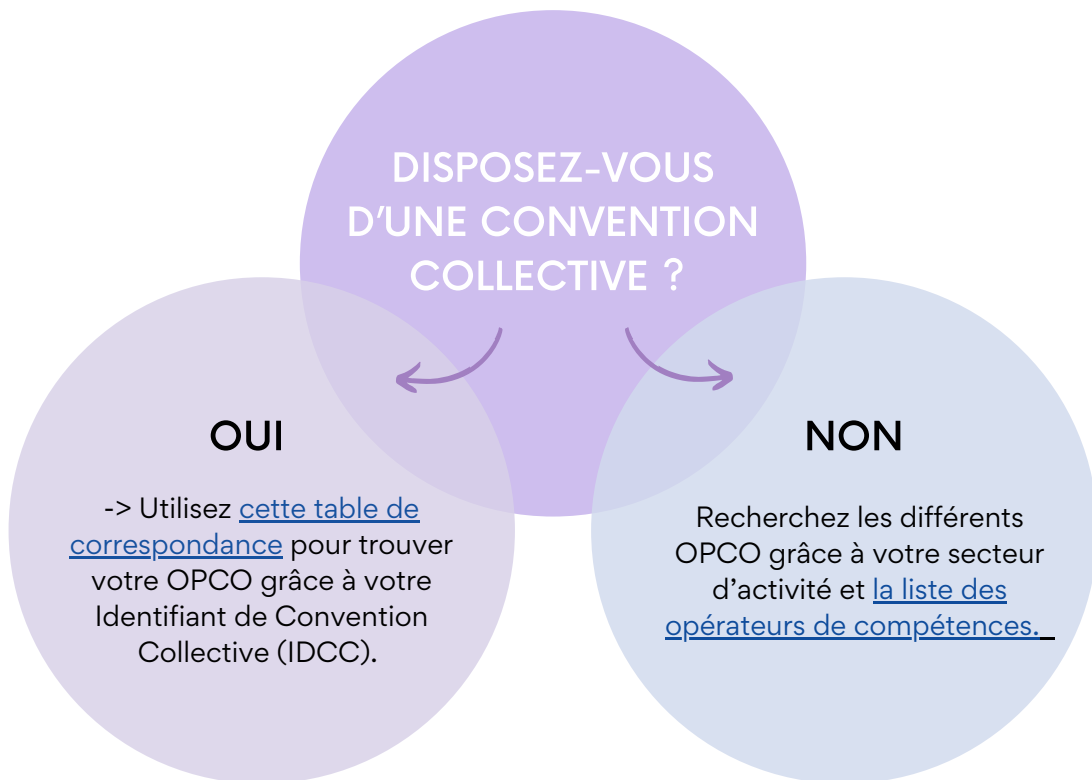 DISPOSEZ-VOUS
D'UNE CONVENTION
COLLECTIVE ?
OUI
-> Utilisez cette table de
correspondance pour trouver
votre OPCO grâce à votre
Identifiant de Convention
Collective (IDCC).
NON
Recherchez les différents
OPCO grâce à votre secteur
d'activité et la liste des
opérateurs de compétences.